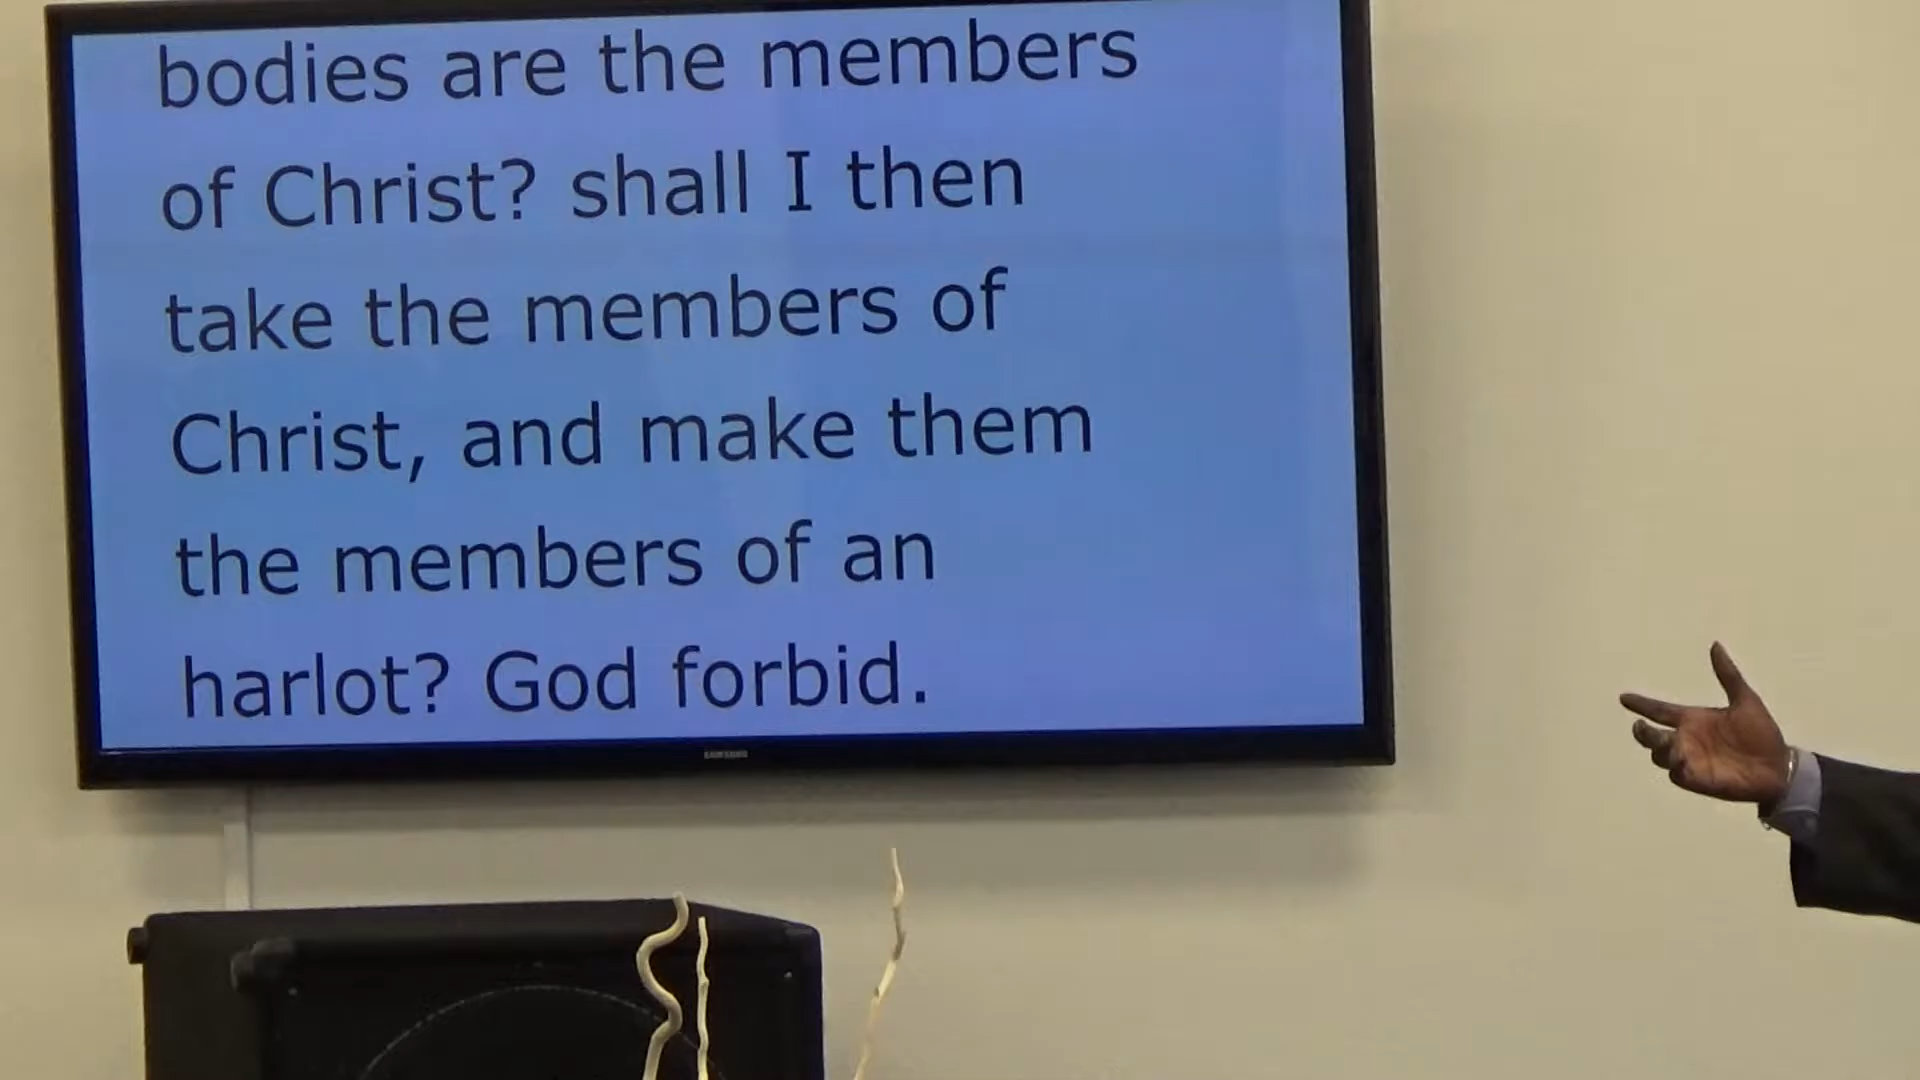 bodies are the members
of Christ? shall I then
take the members of
Christ, and make them
the members of an
harlot? God forbid.
SAMSUNG